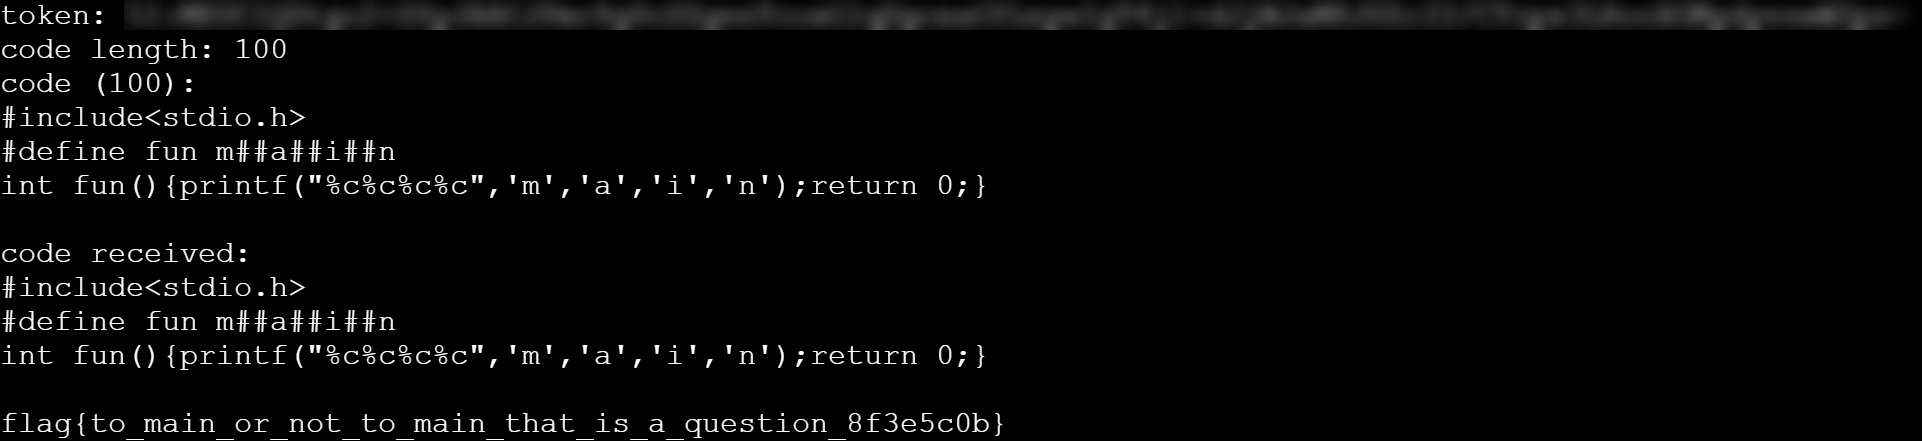 token:
code length: 100
code (100):
#include<stdio.h>
#define fun m##a##i##n
int fun(){printf("%c%c%c%c",'m','a','i','n');return 0;}
code received:
#include<stdio.h>
#define fun m##a##i##n
int fun(){printf("%c%c%c%c",'m','a','i','n');return 0;}
flag{to_main_or_not_to_main_that_is_a_question_8f3e5c0b}